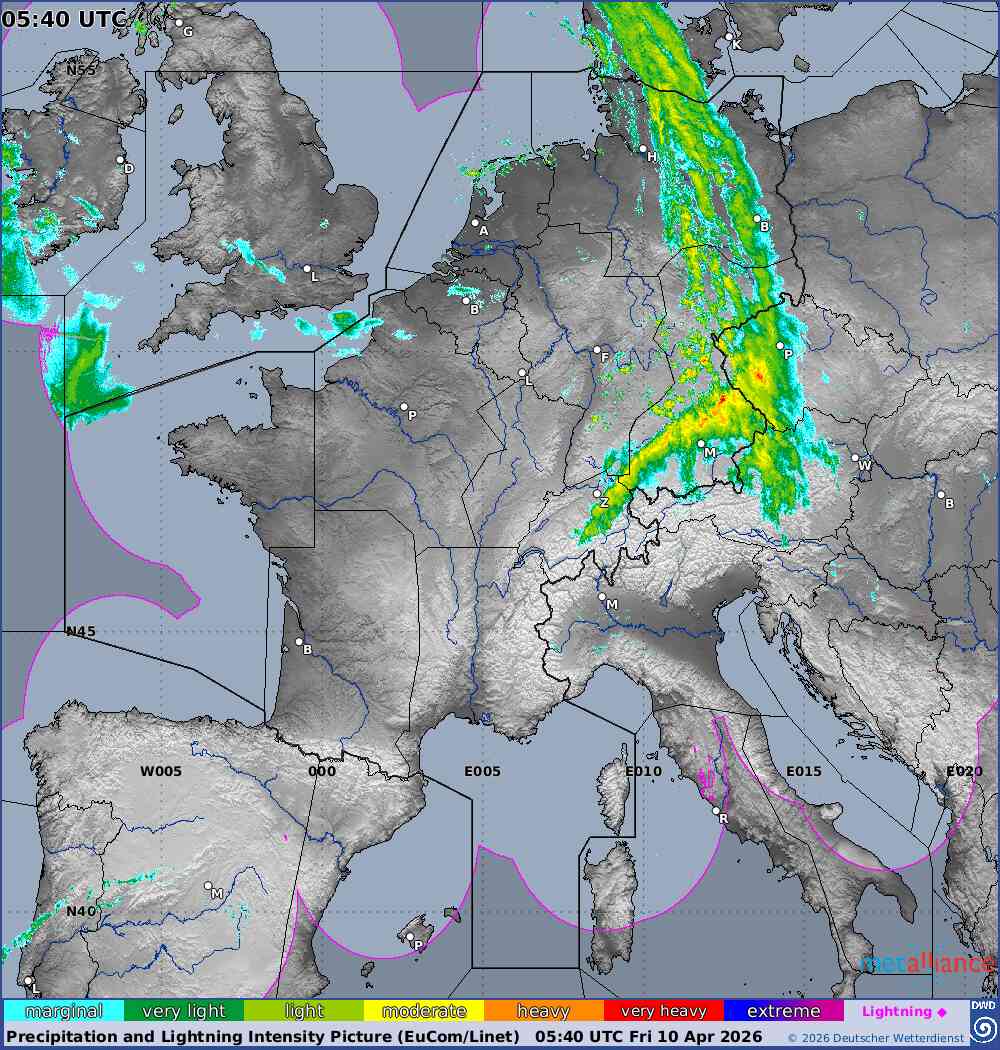 05:40 UTC
G
K
N55
D
H
A
B
L
B
F
P
L
P
M
W
Z
B
M
N45
B
W005
000
E005
E010
E015
E020
R
M
N40
P
L
metalliance
marginal
very light
light
moderate
heavy
very heavy
extreme
Lightning ◆
DWD
Precipitation and Lightning Intensity Picture (EuCom/Linet) 05:40 UTC Fri 10 Apr 2026 © 2026 Deutscher Wetterdienst